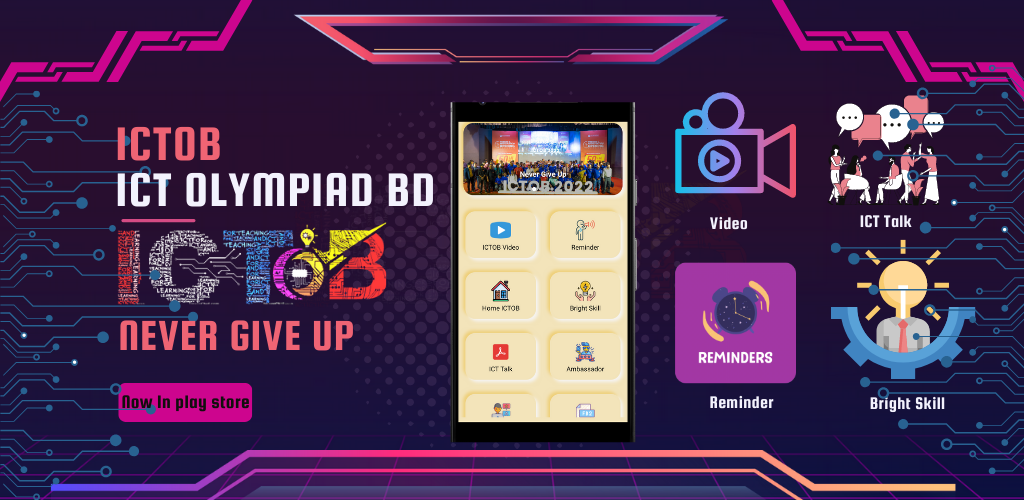 ICTOB
ICT OLYMPIAD BD
ICTOB
NEVER GIVE UP
Now In play store
Never Give Up
ICTOB 2022
ICTOB Video
Reminder
Home ICTOB
Bright Skill
ICT Talk
Ambassador
Video
ICT Talk
REMINDERS
Reminder
Bright Skill